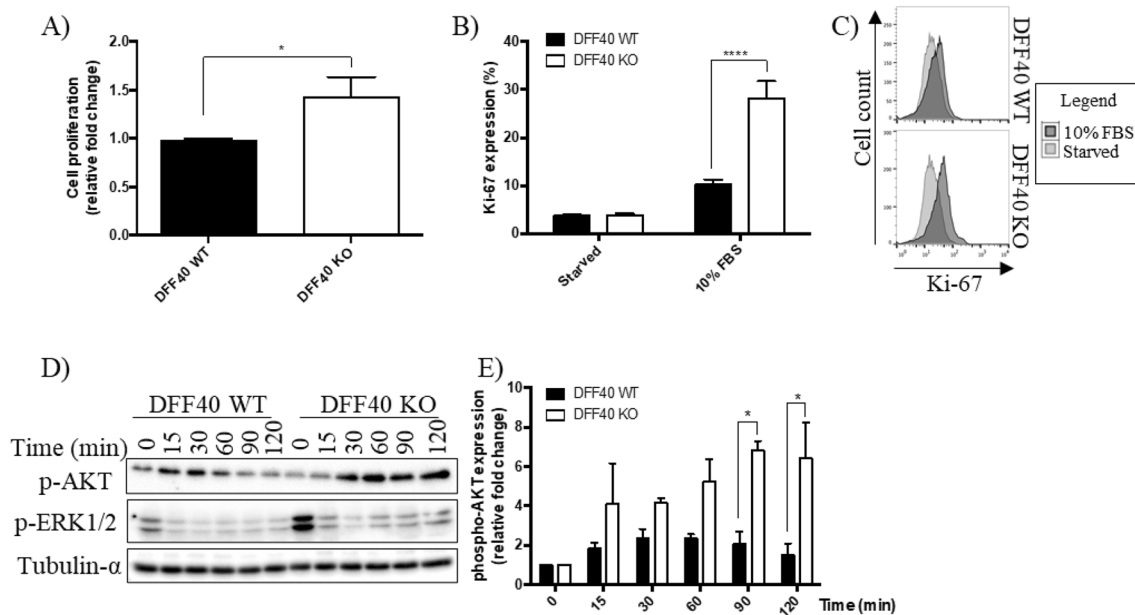 A)
Cell proliferation
(relative fold change)
2.0
1.5
1.0
0.5
0.0
*
DFF40 WT
DFF40 KO
B)
DFF40 WT
DFF40 KO
Ki-67 expression (%)
40
30
20
10
0
****
Starved
10% FBS
C)
Cell count
DFF40 WT
DFF40 KO
Ki-67
Legend
10% FBS
Starved
D)
DFF40 WT DFF40 KO
Time (min) 0 15 30 60 90 120 0 15 30 60 90 120
p-AKT
p-ERK1/2
Tubulin-α
E)
DFF40 WT
DFF40 KO
phospho-AKT expression
(relative fold change)
10
8
6
4
2
0
* *
0 15 30 60 90 120 Time (min)